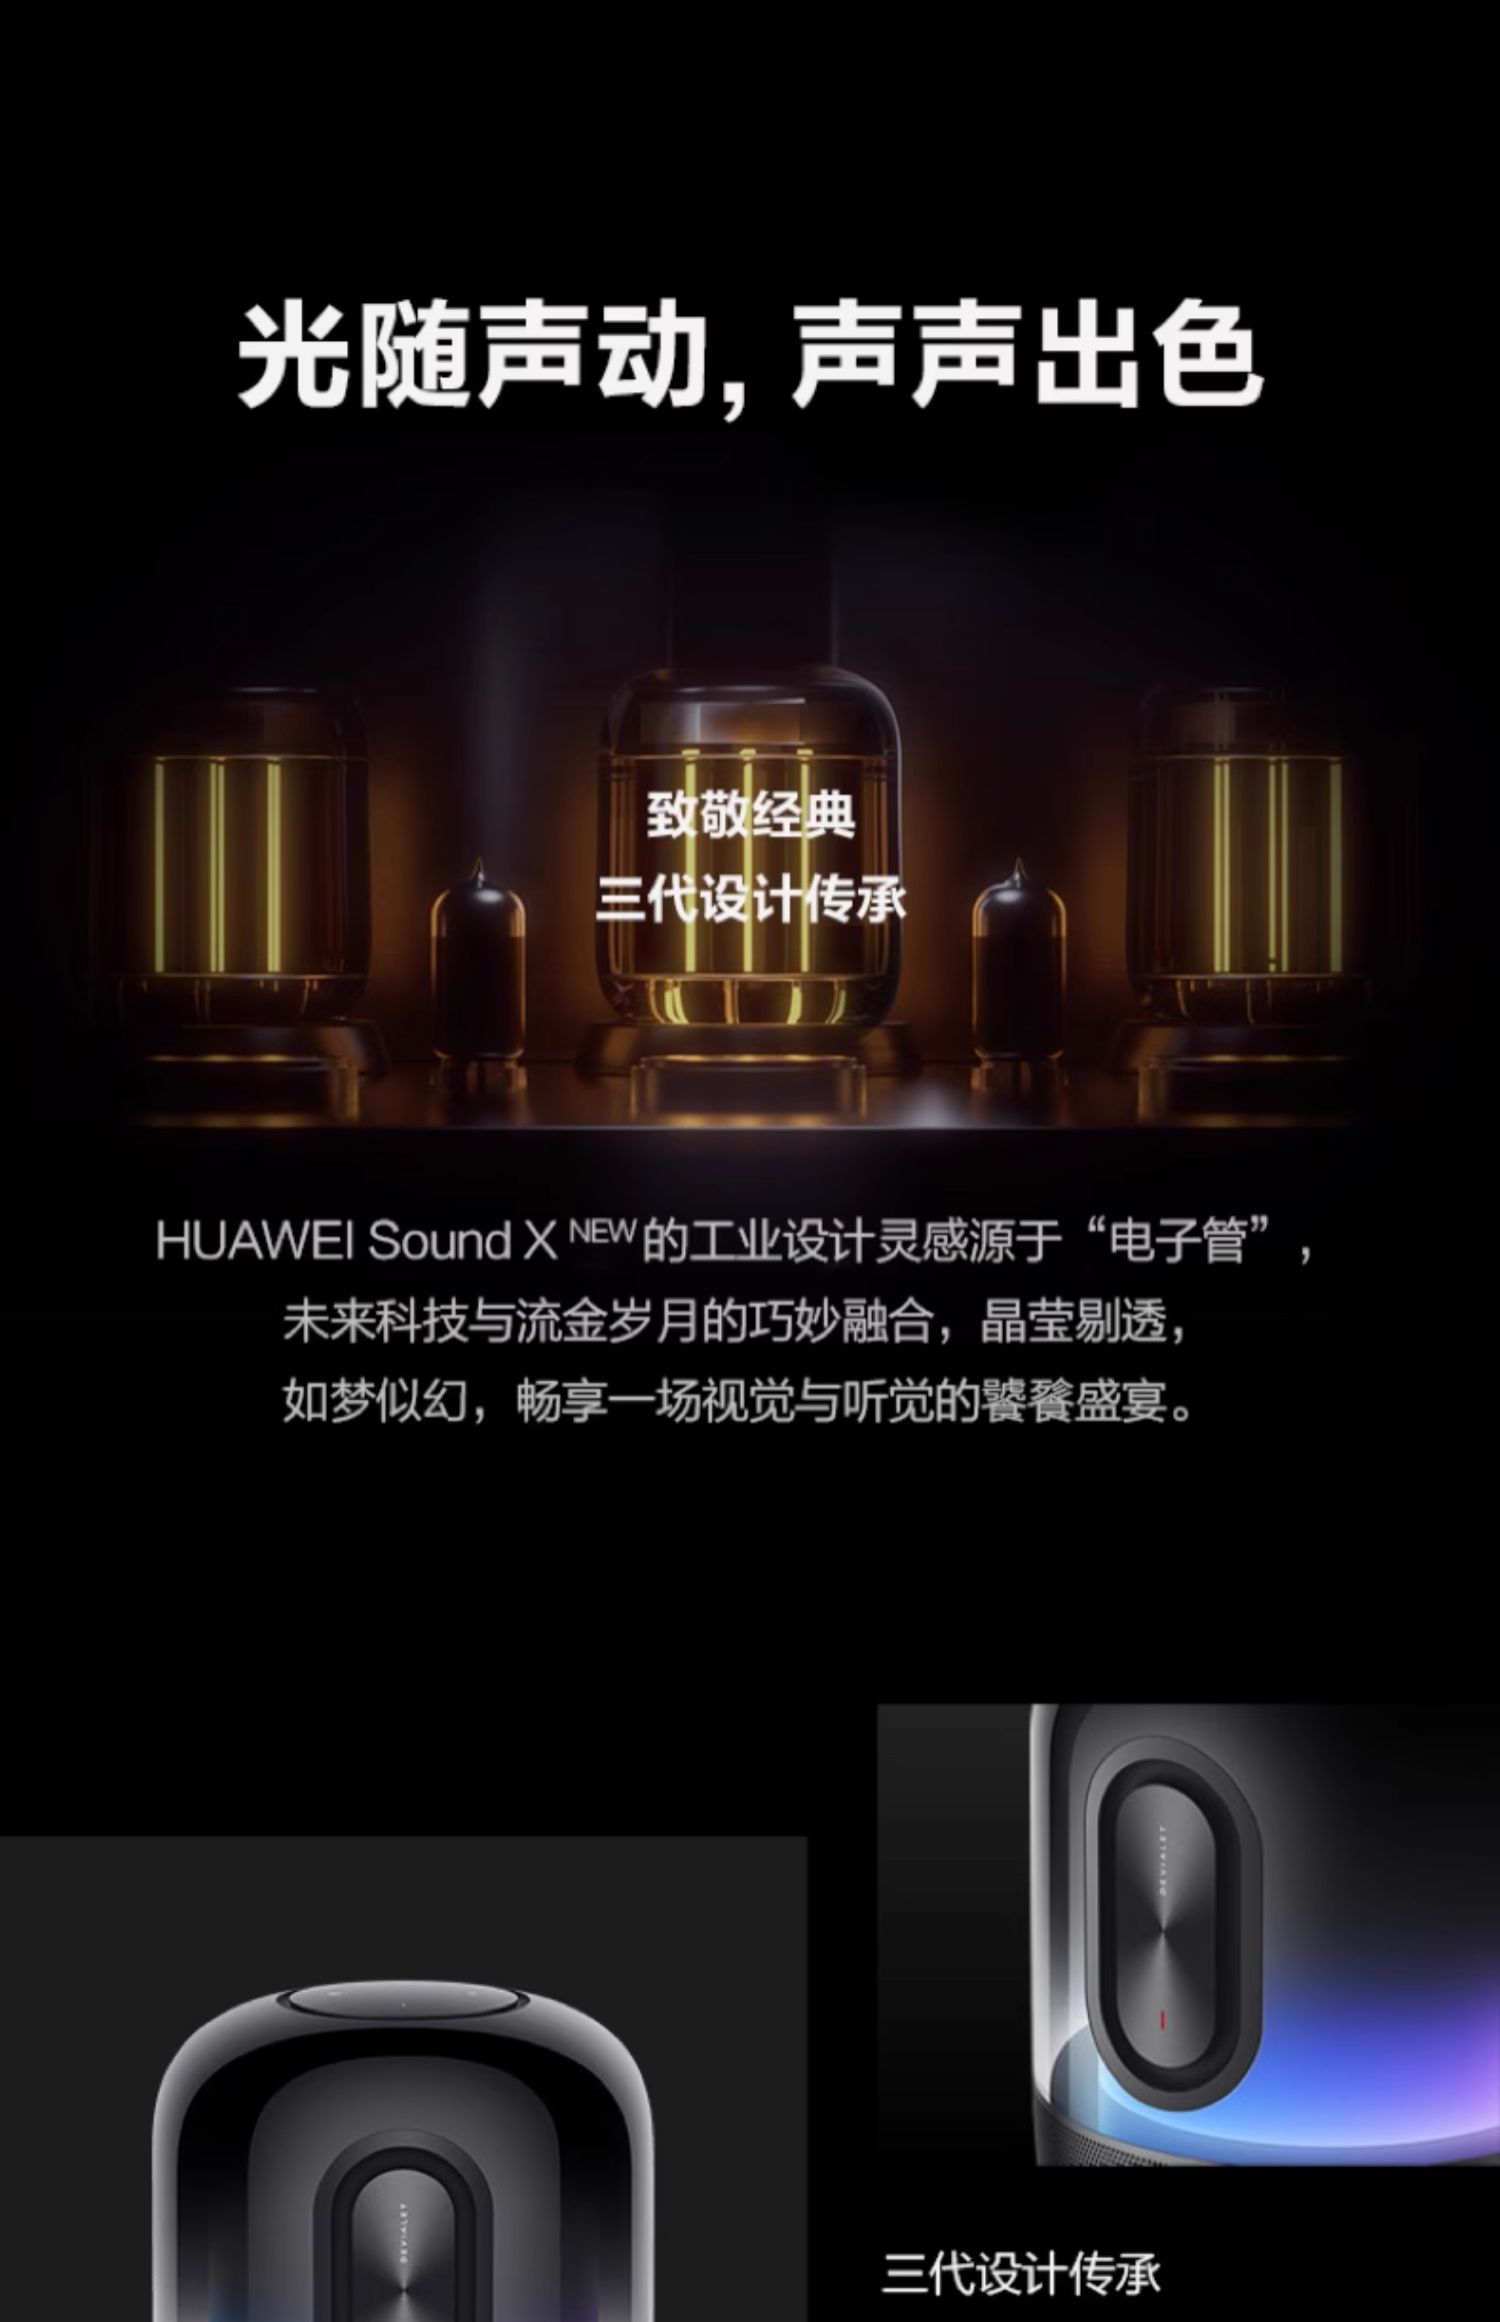 光随声动，声声出色
致敬经典
三代设计传承
HUAWEI Sound X NEW的工业设计灵感源于“电子管”，
未来科技与流金岁月的巧妙融合，晶莹剔透，
如梦似幻，畅享一场视觉与听觉的饕餮盛宴。
DEVIALET
DEVIALET
三代设计传承